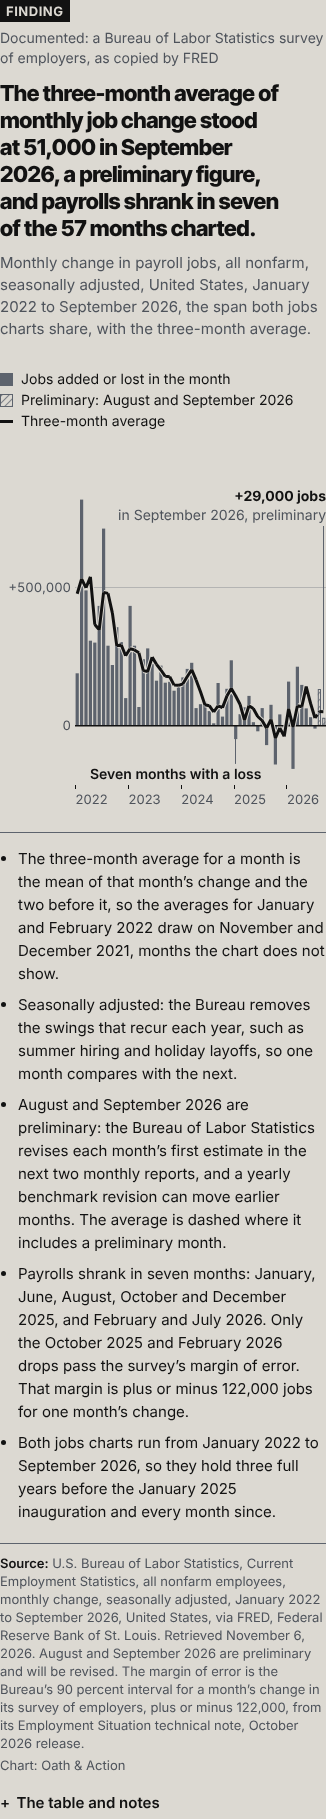 FINDING
Documented: a Bureau of Labor Statistics survey
of employers, as copied by FRED
The three-month average of
monthly job change stood
at 51,000 in September
2026, a preliminary figure,
and payrolls shrank in seven
of the 57 months charted.
Monthly change in payroll jobs, all nonfarm,
seasonally adjusted, United States, January
2022 to September 2026, the span both jobs
charts share, with the three-month average.
Jobs added or lost in the month
Preliminary: August and September 2026
Three-month average
+29,000 jobs
in September 2026, preliminary
+500,000
0
Seven months with a loss
2022 2023 2024 2025 2026
• The three-month average for a month is
the mean of that month’s change and the
two before it, so the averages for January
and February 2022 draw on November and
December 2021, months the chart does not
show.
• Seasonally adjusted: the Bureau removes
the swings that recur each year, such as
summer hiring and holiday layoffs, so one
month compares with the next.
• August and September 2026 are
preliminary: the Bureau of Labor Statistics
revises each month’s first estimate in the
next two monthly reports, and a yearly
benchmark revision can move earlier
months. The average is dashed where it
includes a preliminary month.
• Payrolls shrank in seven months: January,
June, August, October and December
2025, and February and July 2026. Only
the October 2025 and February 2026
drops pass the survey’s margin of error.
That margin is plus or minus 122,000 jobs
for one month’s change.
• Both jobs charts run from January 2022 to
September 2026, so they hold three full
years before the January 2025
inauguration and every month since.
Source: U.S. Bureau of Labor Statistics, Current
Employment Statistics, all nonfarm employees,
monthly change, seasonally adjusted, January 2022
to September 2026, United States, via FRED, Federal
Reserve Bank of St. Louis. Retrieved November 6,
2026. August and September 2026 are preliminary
and will be revised. The margin of error is the
Bureau’s 90 percent interval for a month’s change in
its survey of employers, plus or minus 122,000, from
its Employment Situation technical note, October
2026 release.
Chart: Oath & Action
+ The table and notes